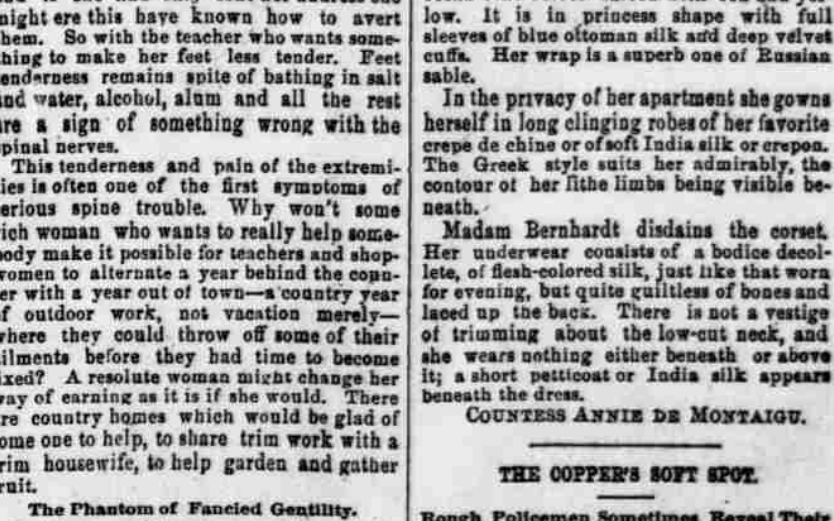 might ere this have known how to avert
them. So with the teacher who wants some-
thing to make her feet less tender. Feet
tenderness remains spite of bathing in salt
and water, alcohol, alum and all the rest
are a sign of something wrong with the
spinal nerves.
This tenderness and pain of the extremi-
ties is often one of the first symptoms of
serious spine trouble. Why won't some
rich woman who wants to really help some-
body make it possible for teachers and shop-
women to alternate a year behind the coun-
ter with a year out of town—a country year
of outdoor work, not vacation merely—
where they could throw off some of their
ailments before they had time to become
fixed? A resolute woman might change her
way of earning as it is if she would. There
are country homes which would be glad of
some one to help, to share trim work with a
trim housewife, to help garden and gather
fruit.
The Phantom of Fancied Gentility.
low. It is in princess shape with full
sleeves of blue ottoman silk and deep velvet
cuffs. Her wrap is a superb one of Russian
sable.
In the privacy of her apartment she gowns
herself in long clinging robes of her favorite
crepe de chine or of soft India silk or crepon.
The Greek style suits her admirably, the
contour of her lithe limbs being visible be-
neath.
Madam Bernhardt disdains the corset.
Her underwear consists of a bodice decol-
lete, of flesh-colored silk, just like that worn
for evening, but quite guiltless of bones and
laced up the back. There is not a vestige
of trimming about the low-cut neck, and
she wears nothing either beneath or above
it; a short petticoat or India silk appears
beneath the dress.
COUNTESS ANNIE DE MONTAIGU.
THE COPPER'S SOFT SPOT.
Rough Policemen Sometimes Reveal Their